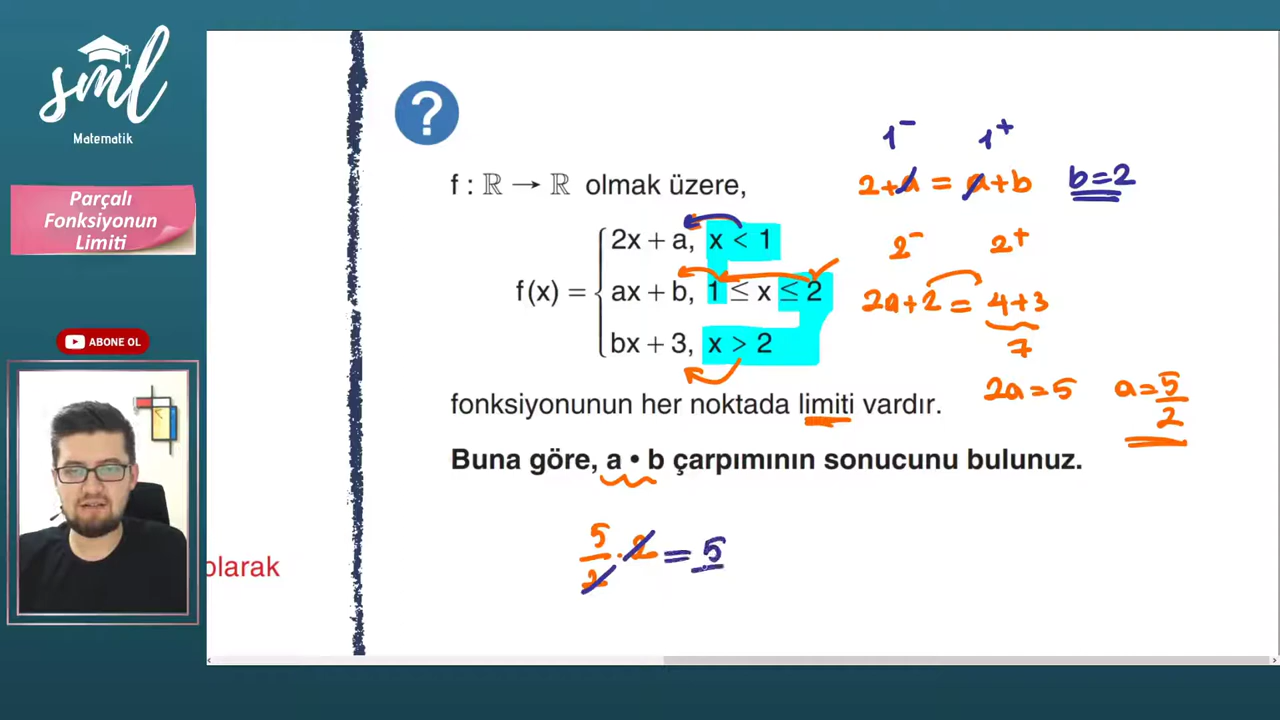 sml
Matematik
Parçalı
Fonksiyonun
Limiti
ABONE OL
olarak
?
f : ℝ → ℝ olmak üzere,
f(x) = { 2x + a, x < 1
ax + b, 1 ≤ x ≤ 2
bx + 3, x > 2
fonksiyonunun her noktada limiti vardır.
Buna göre, a • b çarpımının sonucunu bulunuz.
1⁻ 1⁺
2+a = a+b b=2
2⁻ 2⁺
2a+2 = 4+3
7
2a=5 a=5/2
5/2 · 2 = 5